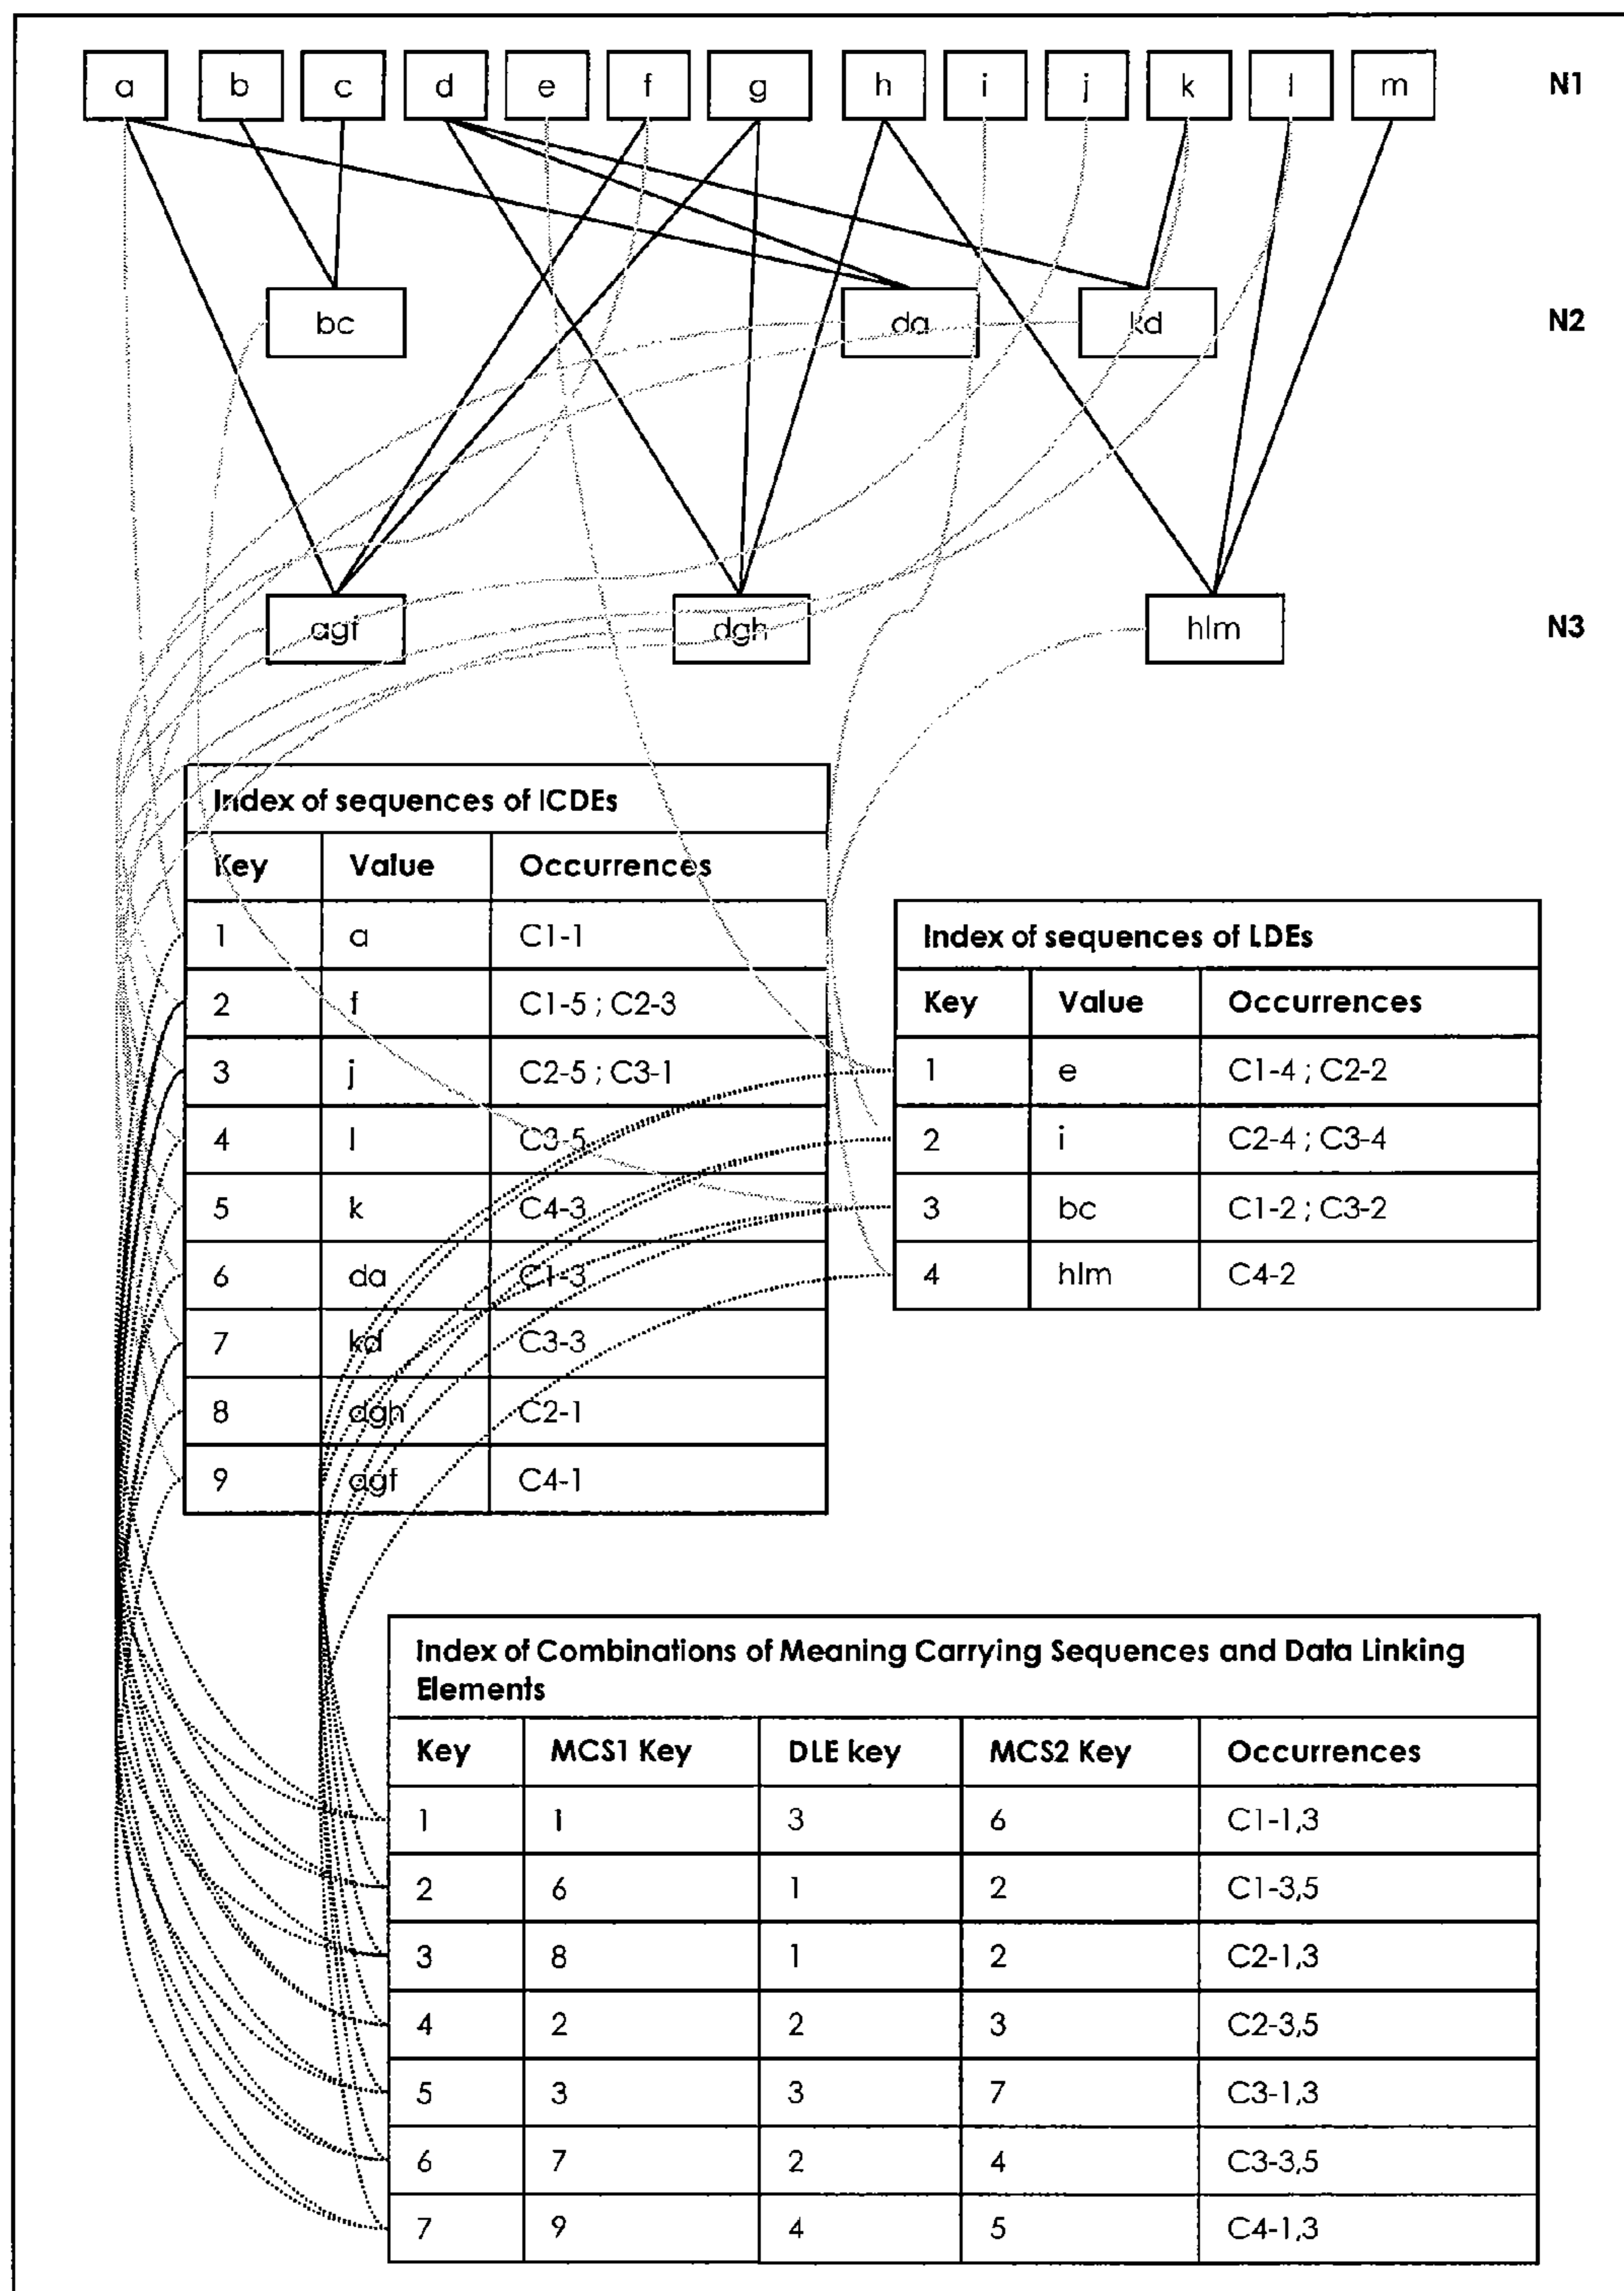 a b c d e f g h i j k l m N1
bc da kd N2
agf dgh hlm N3
Index of sequences of ICDEs
Key Value Occurrences
1 a C1-1
2 f C1-5 ; C2-3
3 j C2-5 ; C3-1
4 l C3-5
5 k C4-3
6 da C1-3
7 kd C3-3
8 dgh C2-1
9 agf C4-1
Index of sequences of LDEs
Key Value Occurrences
1 e C1-4 ; C2-2
2 i C2-4 ; C3-4
3 bc C1-2 ; C3-2
4 hlm C4-2
Index of Combinations of Meaning Carrying Sequences and Data Linking
Elements
Key MCS1 Key DLE key MCS2 Key Occurrences
1 1 3 6 C1-1,3
2 6 1 2 C1-3,5
3 8 1 2 C2-1,3
4 2 2 3 C2-3,5
5 3 3 7 C3-1,3
6 7 2 4 C3-3,5
7 9 4 5 C4-1,3